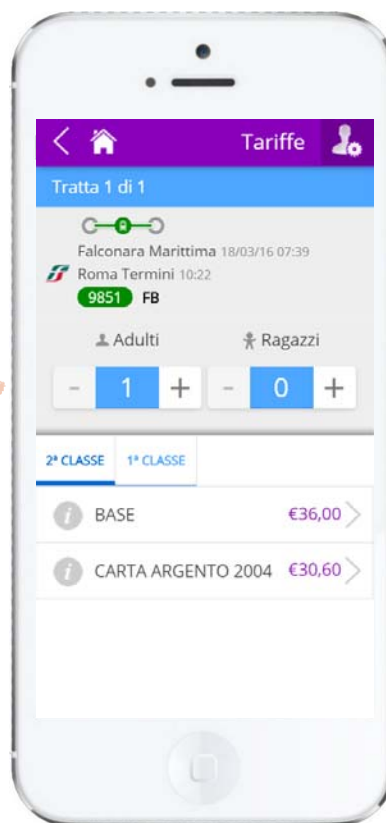 Tariffe
Tratta 1 di 1
Falconara Marittima 18/03/16 07:39
Roma Termini 10:22
9851 FB
Adulti Ragazzi
- 1 + - 0 +
2ª CLASSE 1ª CLASSE
i BASE €36,00
i CARTA ARGENTO 2004 €30,60